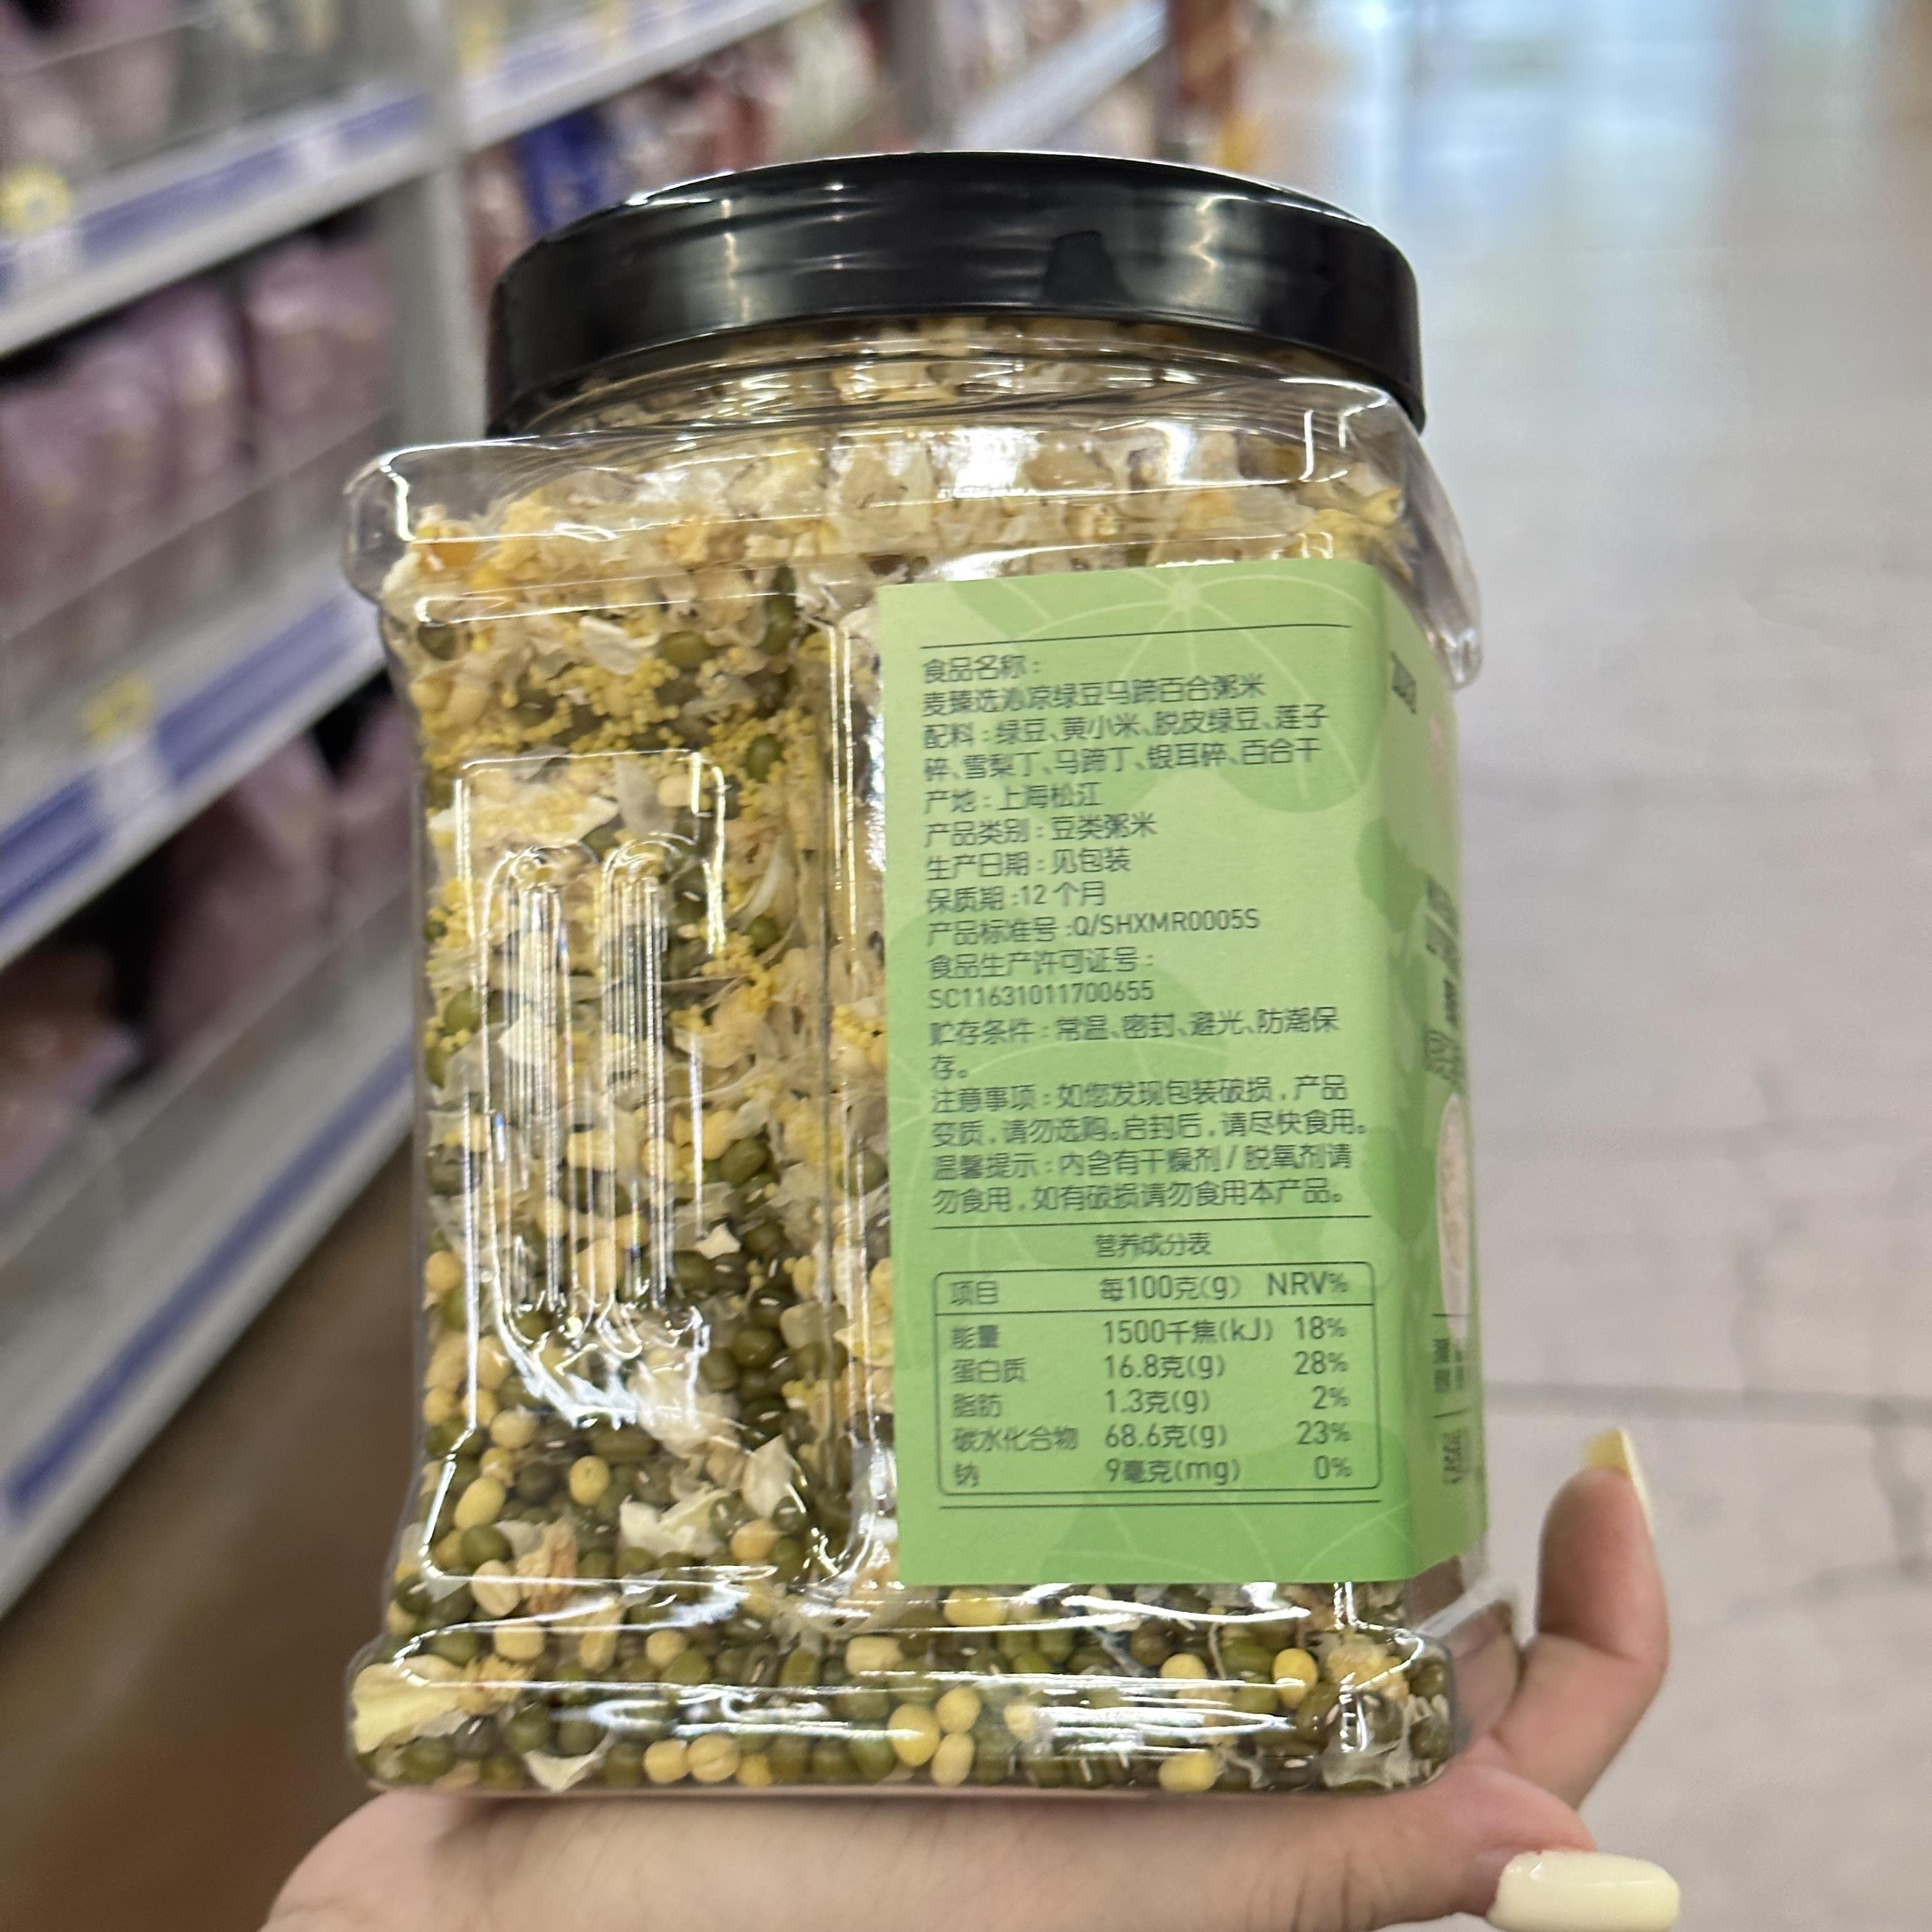 食品名称：
麦臻选沁凉绿豆马蹄百合粥米
配料：绿豆、黄小米、脱皮绿豆、莲子
碎、雪梨丁、马蹄丁、银耳碎、百合干
产地：上海松江
产品类别：豆类粥米
生产日期：见包装
保质期:12个月
产品标准号:Q/SHXMR0005S
食品生产许可证号：
SC11631011700655
贮存条件：常温、密封、避光、防潮保
存。
注意事项：如您发现包装破损，产品
变质，请勿选购。启封后，请尽快食用。
温馨提示：内含有干燥剂/脱氧剂请
勿食用，如有破损请勿食用本产品。
营养成分表
项目 每100克(g) NRV%
能量 1500千焦(kJ) 18%
蛋白质 16.8克(g) 28%
脂肪 1.3克(g) 2%
碳水化合物 68.6克(g) 23%
钠 9毫克(mg) 0%